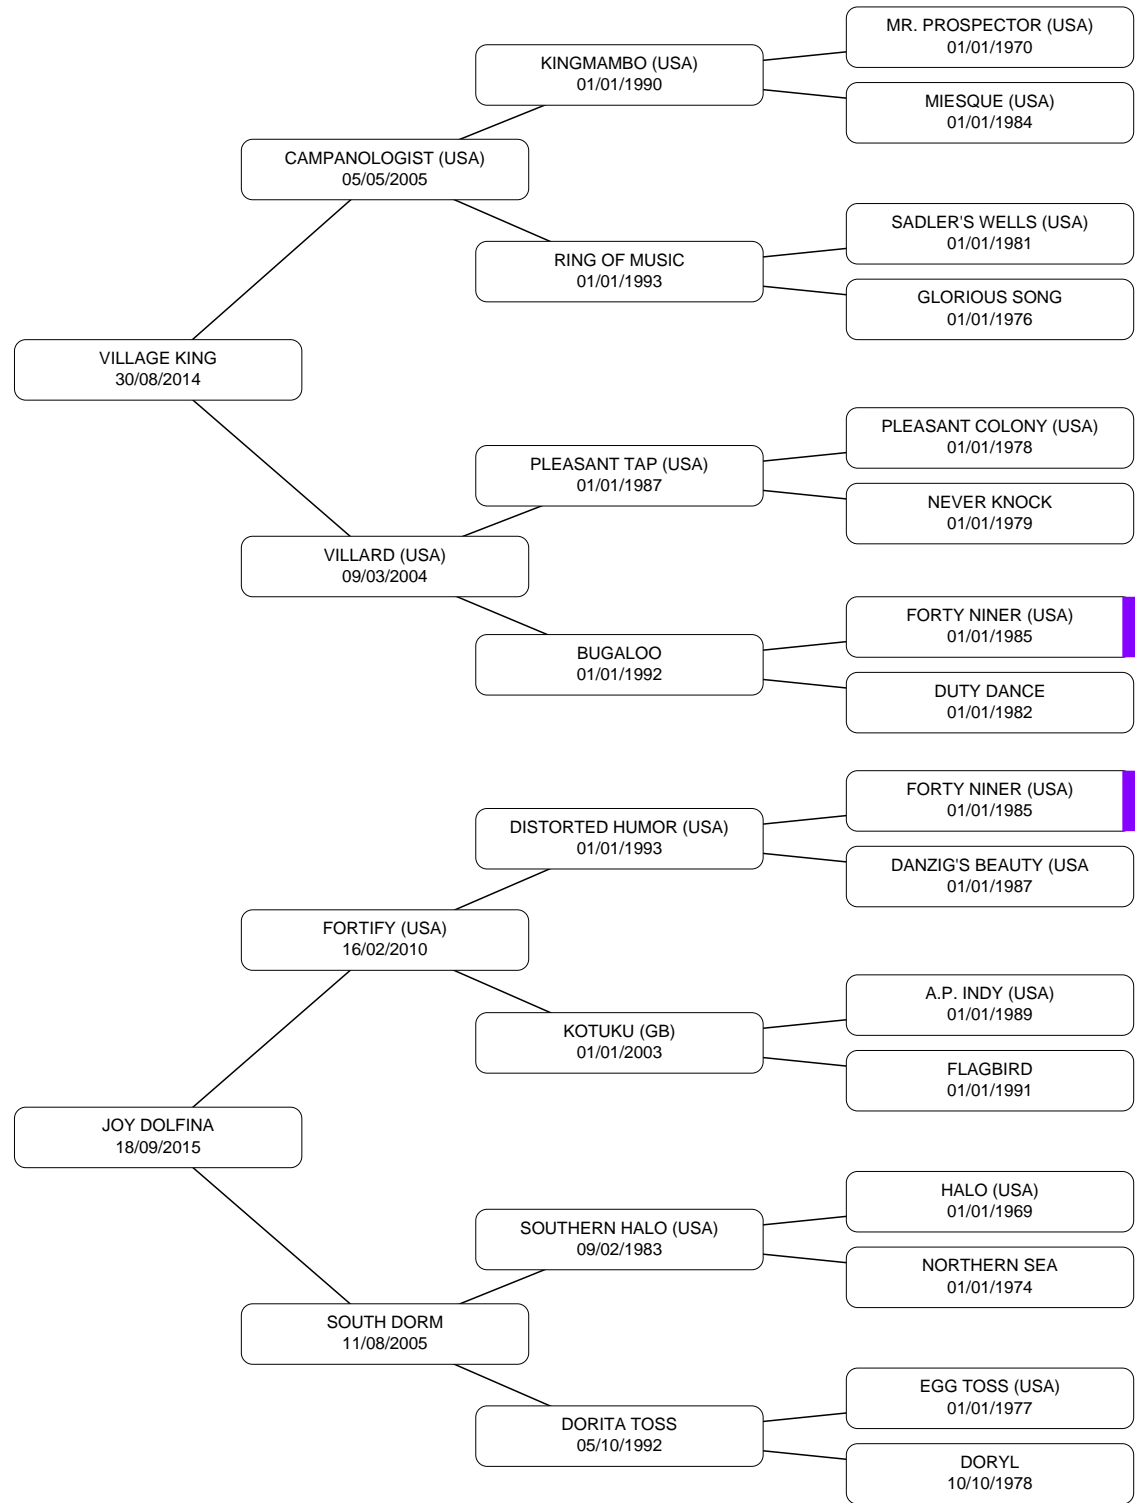 MR. PROSPECTOR (USA)
01/01/1970
KINGMAMBO (USA)
01/01/1990
MIESQUE (USA)
01/01/1984
CAMPANOLOGIST (USA)
05/05/2005
SADLER'S WELLS (USA)
01/01/1981
RING OF MUSIC
01/01/1993
GLORIOUS SONG
01/01/1976
VILLAGE KING
30/08/2014
PLEASANT COLONY (USA)
01/01/1978
PLEASANT TAP (USA)
01/01/1987
NEVER KNOCK
01/01/1979
VILLARD (USA)
09/03/2004
FORTY NINER (USA)
01/01/1985
BUGALOO
01/01/1992
DUTY DANCE
01/01/1982
FORTY NINER (USA)
01/01/1985
DISTORTED HUMOR (USA)
01/01/1993
DANZIG'S BEAUTY (USA
01/01/1987
FORTIFY (USA)
16/02/2010
A.P. INDY (USA)
01/01/1989
KOTUKU (GB)
01/01/2003
FLAGBIRD
01/01/1991
JOY DOLFINA
18/09/2015
HALO (USA)
01/01/1969
SOUTHERN HALO (USA)
09/02/1983
NORTHERN SEA
01/01/1974
SOUTH DORM
11/08/2005
EGG TOSS (USA)
01/01/1977
DORITA TOSS
05/10/1992
DORYL
10/10/1978